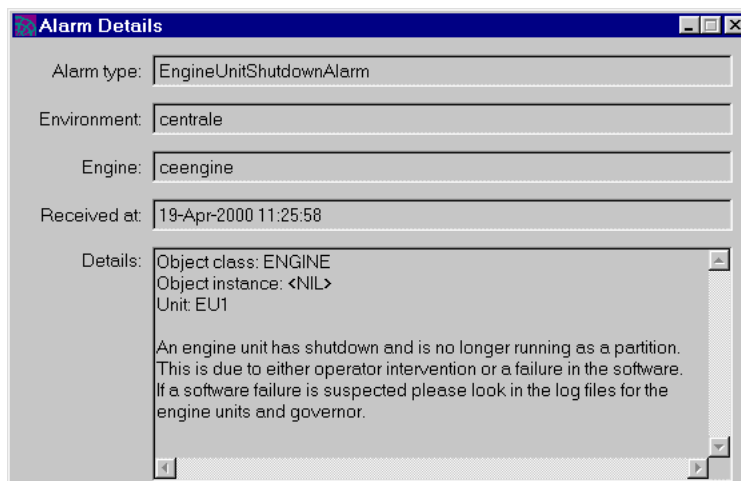 Alarm Details
Alarm type: EngineUnitShutdownAlarm
Environment: centrale
Engine: ceengine
Received at: 19-Apr-2000 11:25:58
Details: Object class: ENGINE
Object instance: <NIL>
Unit: EU1
An engine unit has shutdown and is no longer running as a partition.
This is due to either operator intervention or a failure in the software.
If a software failure is suspected please look in the log files for the
engine units and governor.